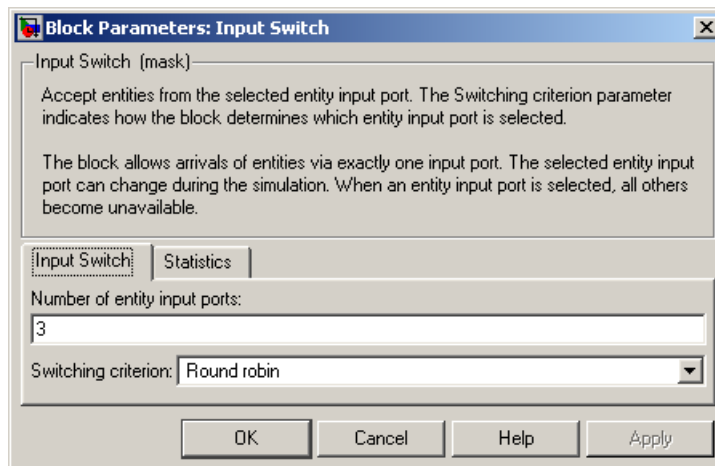 Block Parameters: Input Switch
Input Switch (mask)
Accept entities from the selected entity input port. The Switching criterion parameter
indicates how the block determines which entity input port is selected.
The block allows arrivals of entities via exactly one input port. The selected entity input
port can change during the simulation. When an entity input port is selected, all others
become unavailable.
Input Switch Statistics
Number of entity input ports:
3
Switching criterion: Round robin
OK Cancel Help Apply